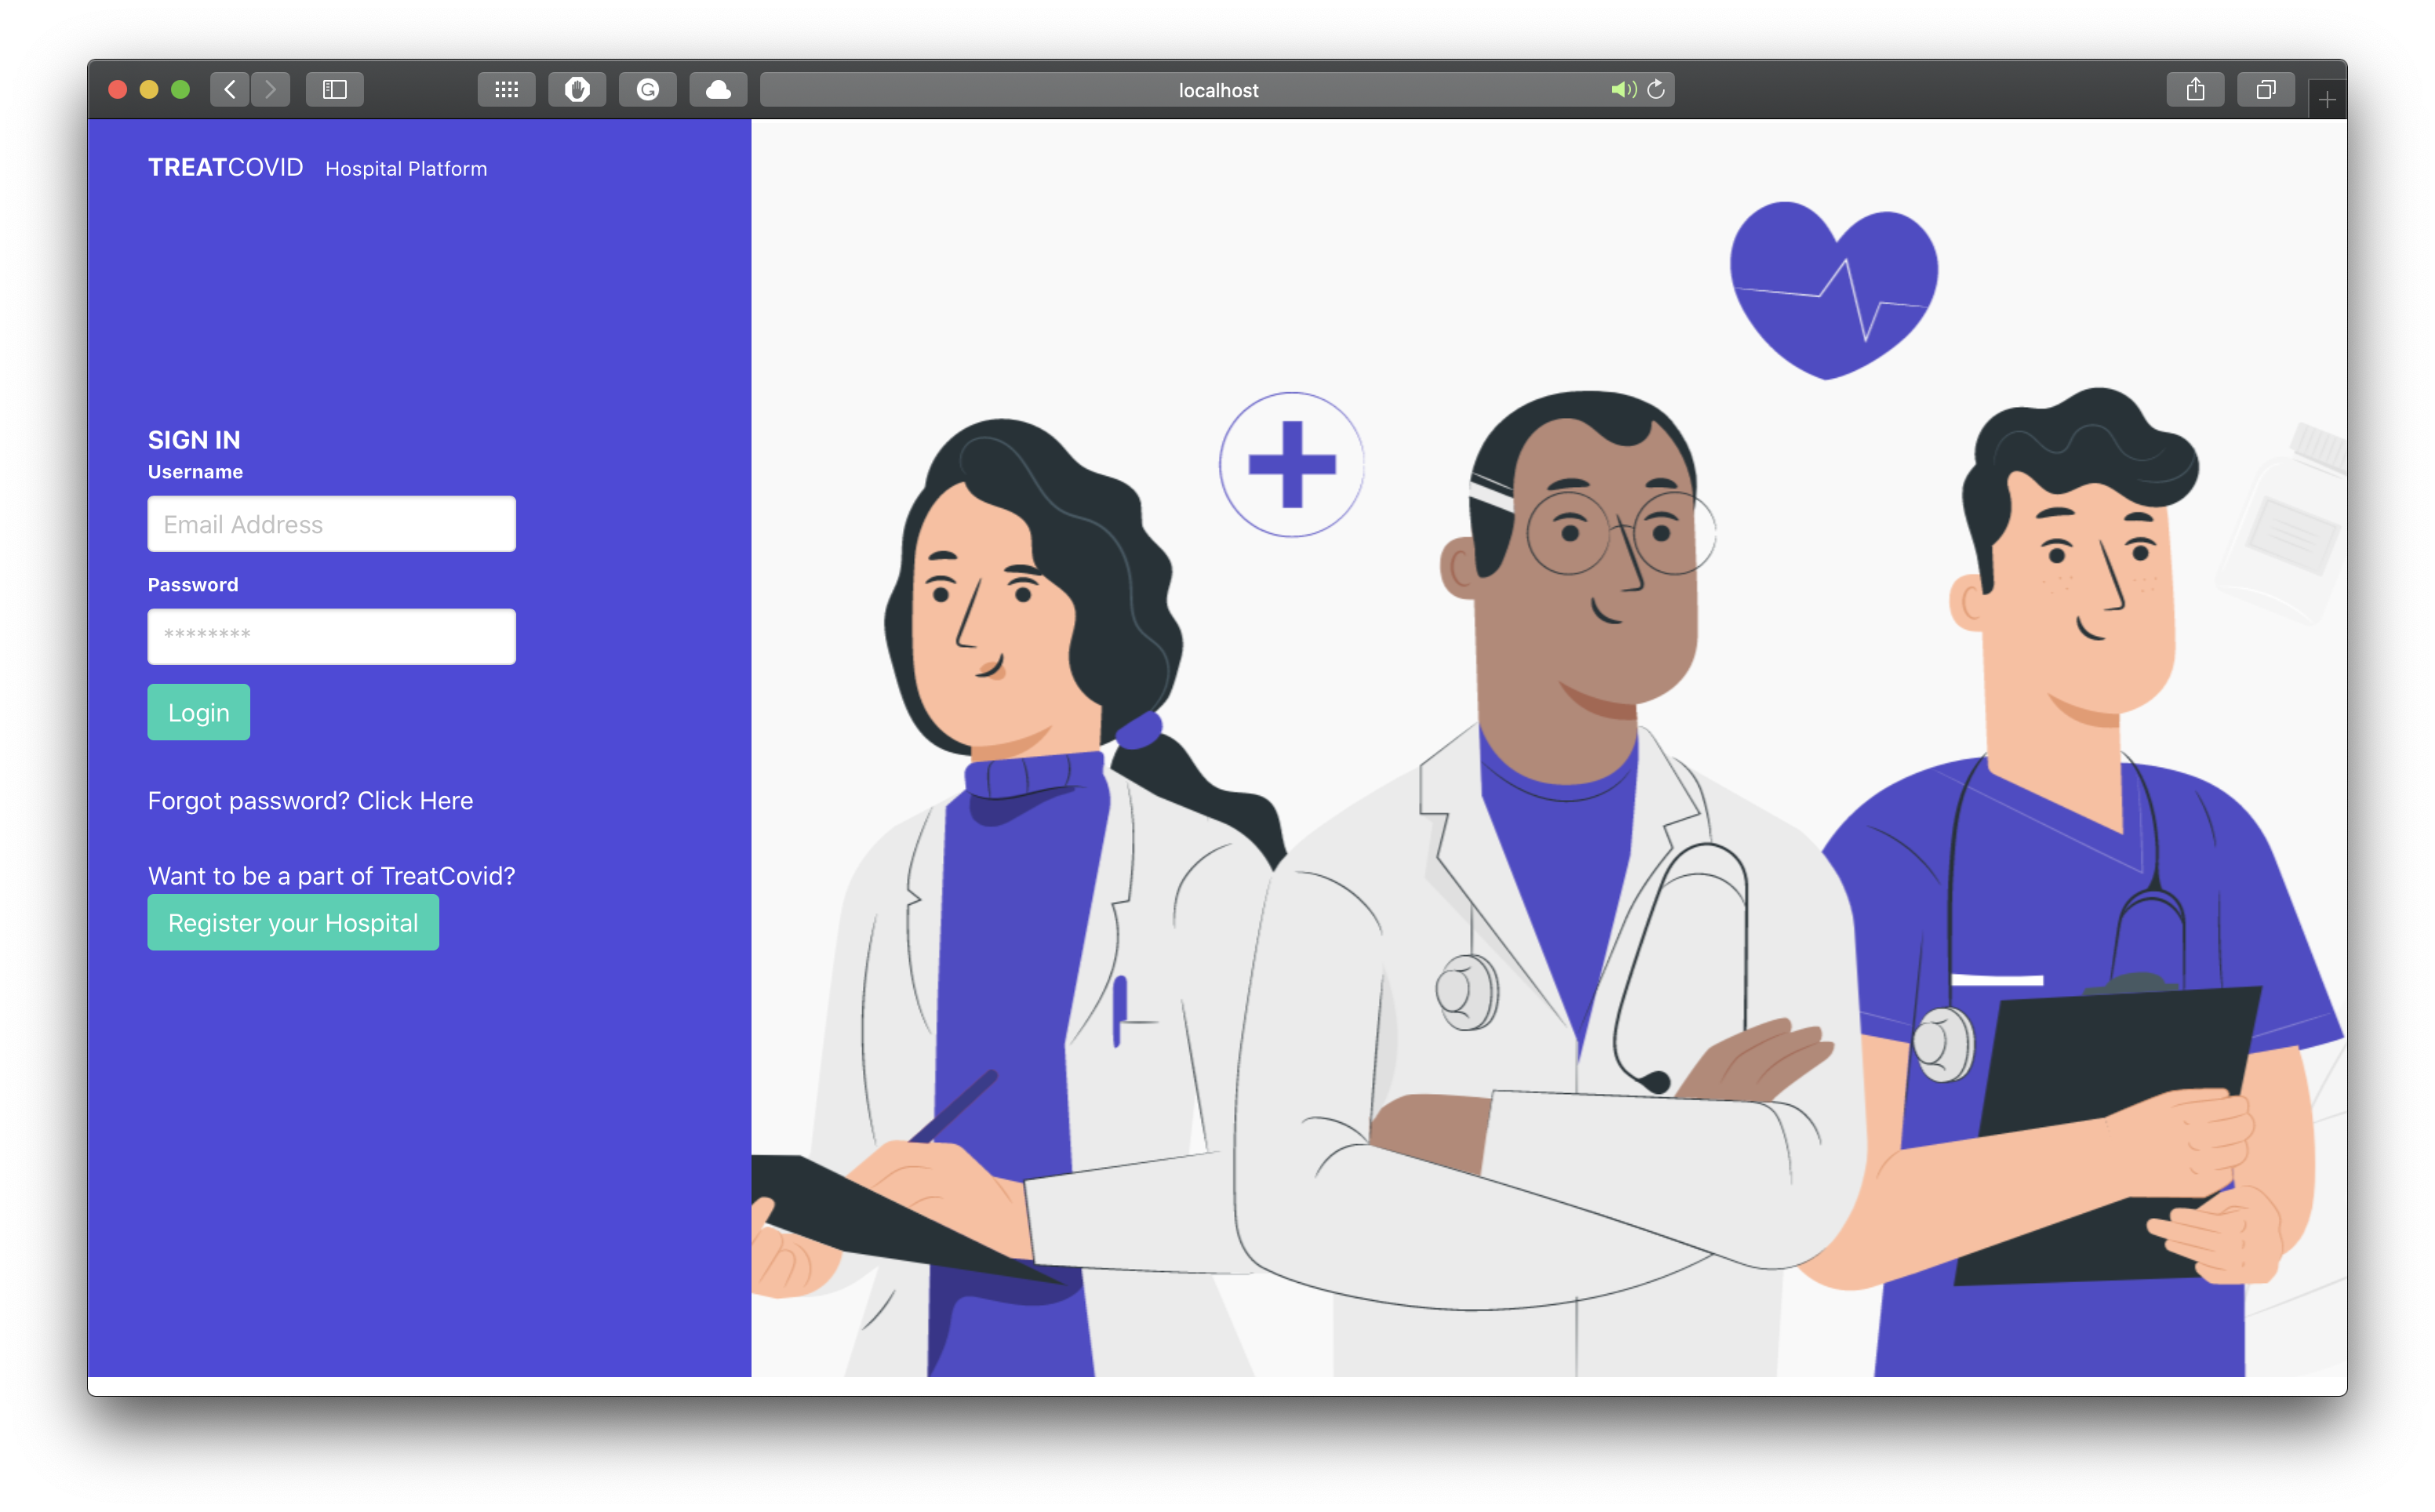 localhost
TREATCOVID Hospital Platform
SIGN IN
Username
Email Address
Password
********
Login
Forgot password? Click Here
Want to be a part of TreatCovid?
Register your Hospital